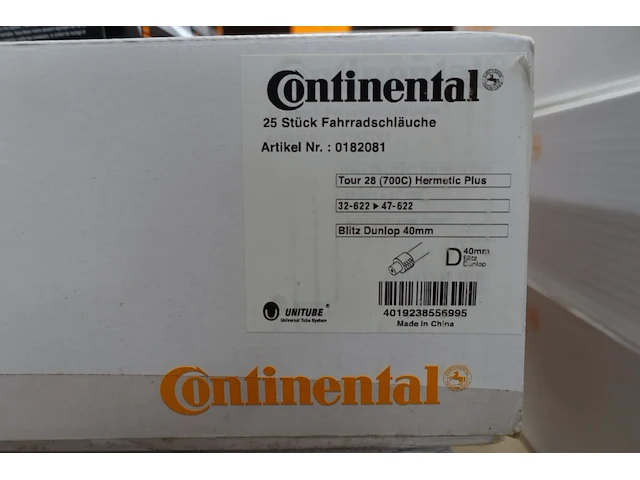 Continental
25 Stück Fahrradschläuche
Artikel Nr. : 0182081
Tour 28 (700C) Hermetic Plus
32-622 ▶ 47-622
Blitz Dunlop 40mm
D 40mm
Blitz
Dunlop
UNITUBE®
Universal Tube System
4019238556995
Made in China
Continental